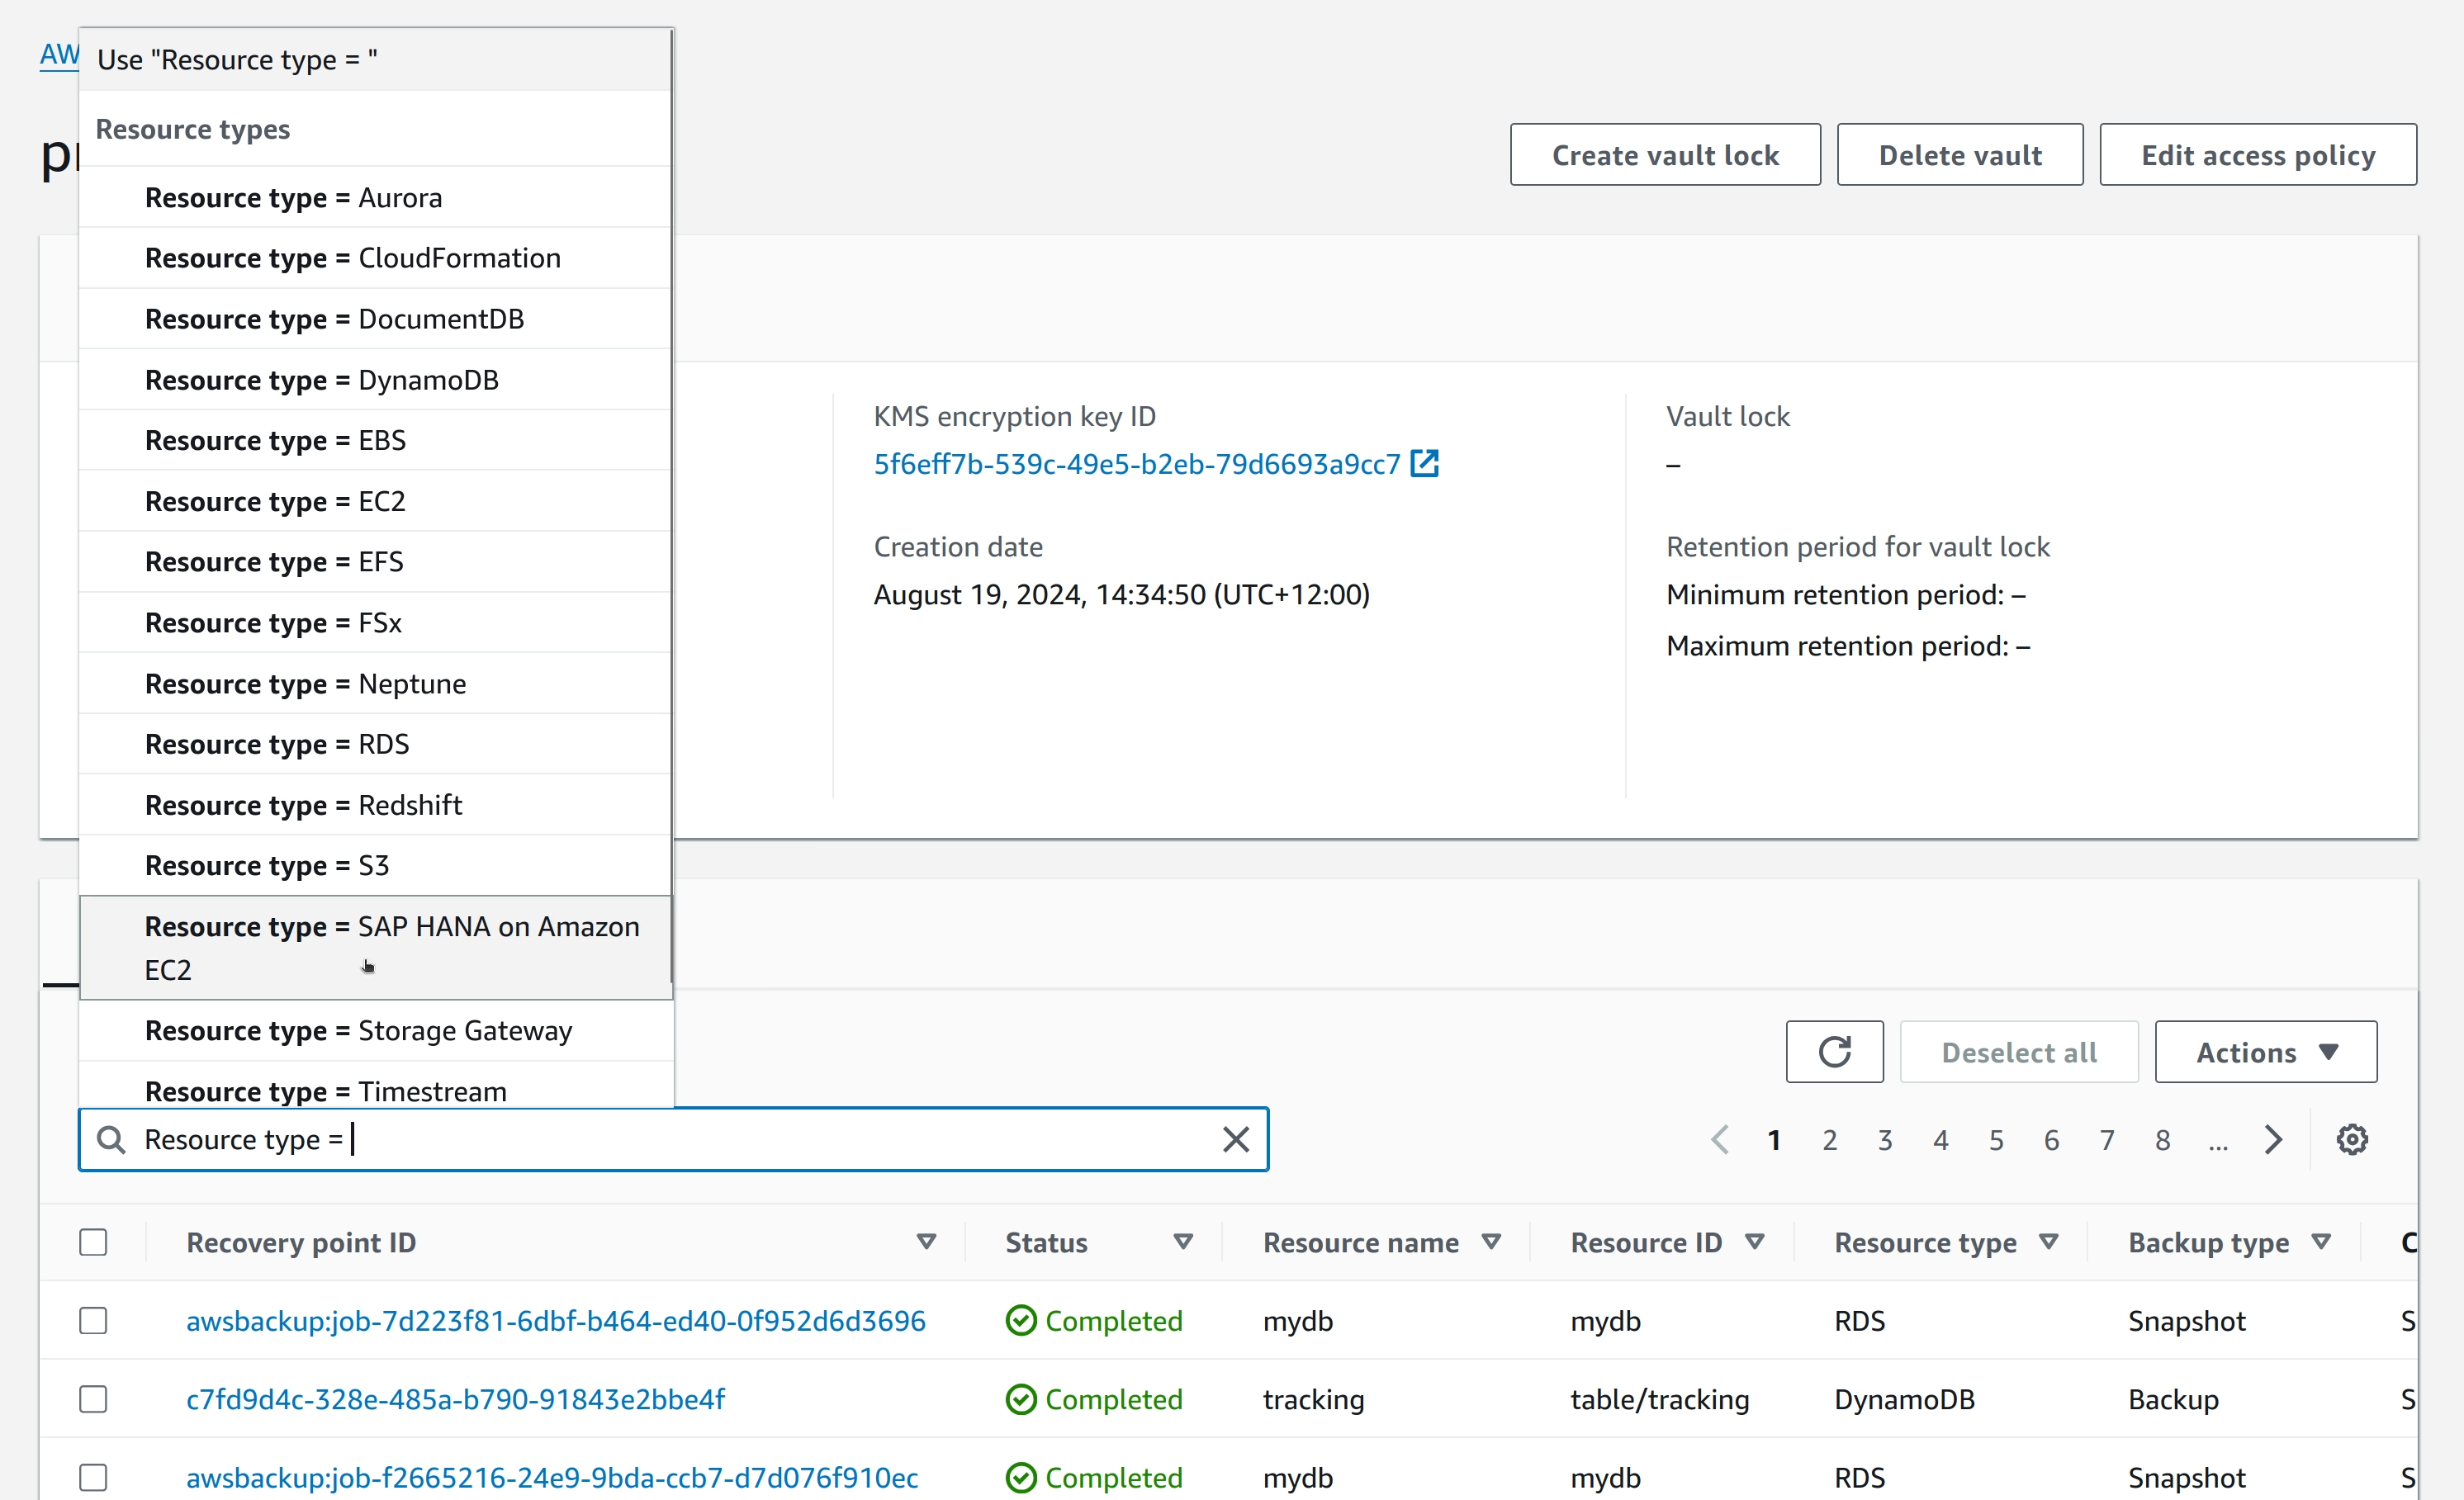 AW
Use "Resource type = "
Resource types
Resource type = Aurora
Resource type = CloudFormation
Resource type = DocumentDB
Resource type = DynamoDB
Resource type = EBS
Resource type = EC2
Resource type = EFS
Resource type = FSx
Resource type = Neptune
Resource type = RDS
Resource type = Redshift
Resource type = S3
Resource type = SAP HANA on Amazon
EC2
Resource type = Storage Gateway
Resource type = Timestream
Create vault lock Delete vault Edit access policy
KMS encryption key ID
5f6eff7b-539c-49e5-b2eb-79d6693a9cc7
Creation date
August 19, 2024, 14:34:50 (UTC+12:00)
Vault lock
–
Retention period for vault lock
Minimum retention period: –
Maximum retention period: –
Deselect all Actions
Resource type =
1 2 3 4 5 6 7 8 ...
Recovery point ID Status Resource name Resource ID Resource type Backup type C
awsbackup:job-7d223f81-6dbf-b464-ed40-0f952d6d3696 Completed mydb mydb RDS Snapshot S
c7fd9d4c-328e-485a-b790-91843e2bbe4f Completed tracking table/tracking DynamoDB Backup S
awsbackup:job-f2665216-24e9-9bda-ccb7-d7d076f910ec Completed mydb mydb RDS Snapshot S